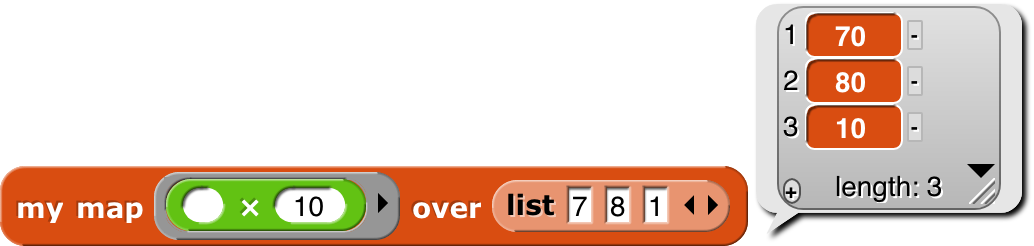 1 70 -
2 80 -
3 10 -
+ length: 3
my map × 10 over list 7 8 1